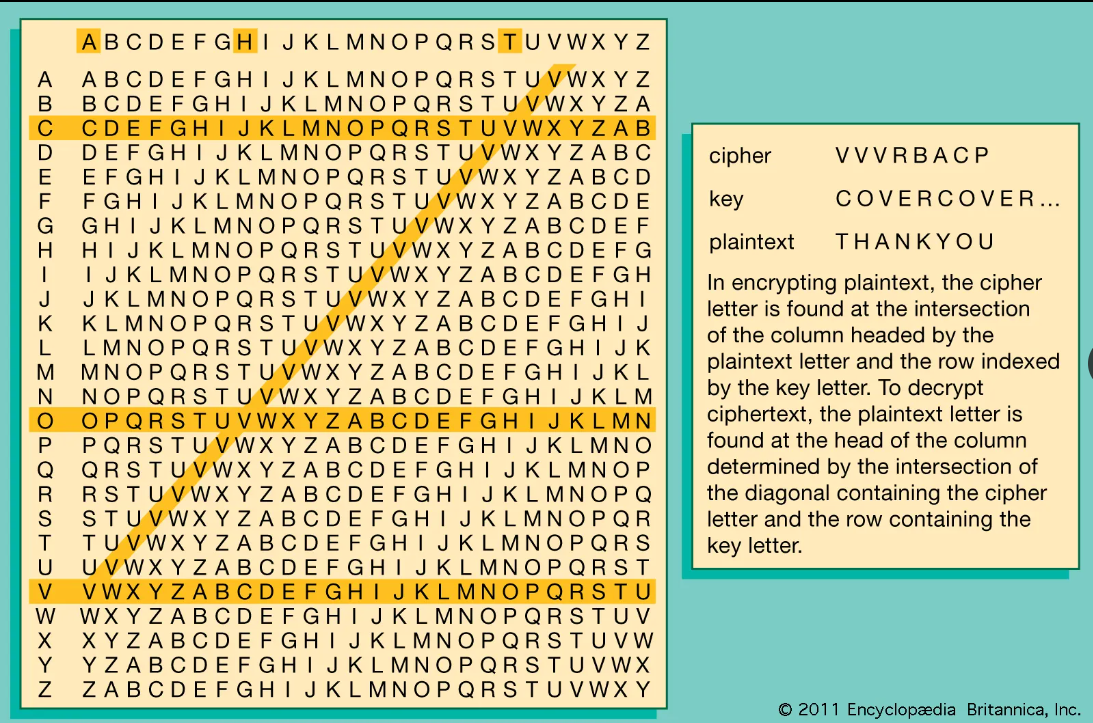 A B C D E F G H I J K L M N O P Q R S T U V W X Y Z
A A B C D E F G H I J K L M N O P Q R S T U V W X Y Z
B B C D E F G H I J K L M N O P Q R S T U V W X Y Z A
C C D E F G H I J K L M N O P Q R S T U V W X Y Z A B
D D E F G H I J K L M N O P Q R S T U V W X Y Z A B C
E E F G H I J K L M N O P Q R S T U V W X Y Z A B C D
F F G H I J K L M N O P Q R S T U V W X Y Z A B C D E
G G H I J K L M N O P Q R S T U V W X Y Z A B C D E F
H H I J K L M N O P Q R S T U V W X Y Z A B C D E F G
I I J K L M N O P Q R S T U V W X Y Z A B C D E F G H
J J K L M N O P Q R S T U V W X Y Z A B C D E F G H I
K K L M N O P Q R S T U V W X Y Z A B C D E F G H I J
L L M N O P Q R S T U V W X Y Z A B C D E F G H I J K
M M N O P Q R S T U V W X Y Z A B C D E F G H I J K L
N N O P Q R S T U V W X Y Z A B C D E F G H I J K L M
O O P Q R S T U V W X Y Z A B C D E F G H I J K L M N
P P Q R S T U V W X Y Z A B C D E F G H I J K L M N O
Q Q R S T U V W X Y Z A B C D E F G H I J K L M N O P
R R S T U V W X Y Z A B C D E F G H I J K L M N O P Q
S S T U V W X Y Z A B C D E F G H I J K L M N O P Q R
T T U V W X Y Z A B C D E F G H I J K L M N O P Q R S
U U V W X Y Z A B C D E F G H I J K L M N O P Q R S T
V V W X Y Z A B C D E F G H I J K L M N O P Q R S T U
W W X Y Z A B C D E F G H I J K L M N O P Q R S T U V
X X Y Z A B C D E F G H I J K L M N O P Q R S T U V W
Y Y Z A B C D E F G H I J K L M N O P Q R S T U V W X
Z Z A B C D E F G H I J K L M N O P Q R S T U V W X Y
cipher V V V R B A C P
key C O V E R C O V E R ...
plaintext T H A N K Y O U
In encrypting plaintext, the cipher
letter is found at the intersection
of the column headed by the
plaintext letter and the row indexed
by the key letter. To decrypt
ciphertext, the plaintext letter is
found at the head of the column
determined by the intersection of
the diagonal containing the cipher
letter and the row containing the
key letter.
© 2011 Encyclopædia Britannica, Inc.